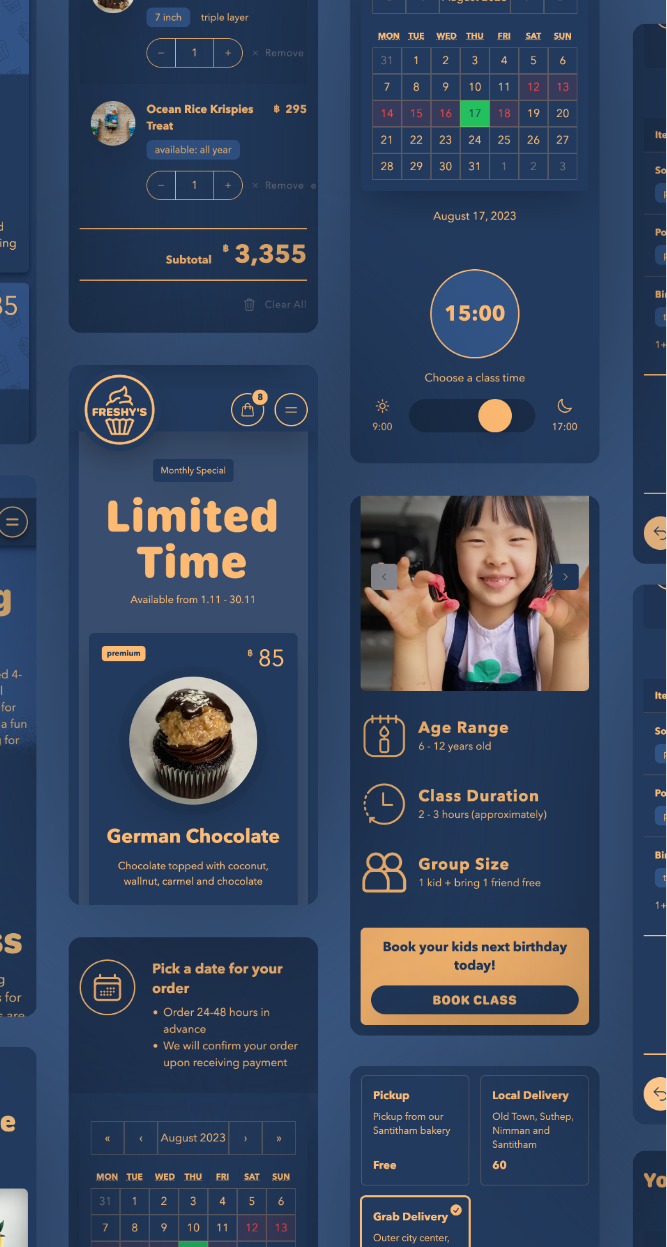 85
g
ed 4-
l
for
a fun
g for
ss
g
s for
s are
e
7 inch triple layer
− 1 + × Remove
Ocean Rice Krispies ฿ 295
Treat
available: all year
− 1 + × Remove
Subtotal ฿ 3,355
Clear All
FRESHY'S
8
Monthly Special
Limited
Time
Available from 1.11 - 30.11
premium
฿ 85
German Chocolate
Chocolate topped with coconut,
wallnut, carmel and chocolate
Pick a date for your
order
• Order 24-48 hours in
advance
• We will confirm your order
upon receiving payment
« ‹ August 2023 › »
MON TUE WED THU FRI SAT SUN
31 1 2 3 4 5 6
7 8 9 10 11 12 13
August 2023
MON TUE WED THU FRI SAT SUN
31 1 2 3 4 5 6
7 8 9 10 11 12 13
14 15 16 17 18 19 20
21 22 23 24 25 26 27
28 29 30 31 1 2 3
August 17, 2023
15:00
Choose a class time
9:00 17:00
‹ ›
Age Range
6 - 12 years old
Class Duration
2 - 3 hours (approximately)
Group Size
1 kid + bring 1 friend free
Book your kids next birthday
today!
BOOK CLASS
Pickup
Pickup from our
Santitham bakery
Free
Local Delivery
Old Town, Suthep,
Nimman and
Santitham
60
Grab Delivery
Outer city center,
Ite
So
Po
Bir
1+
Ite
So
Po
Bir
1+
Yo